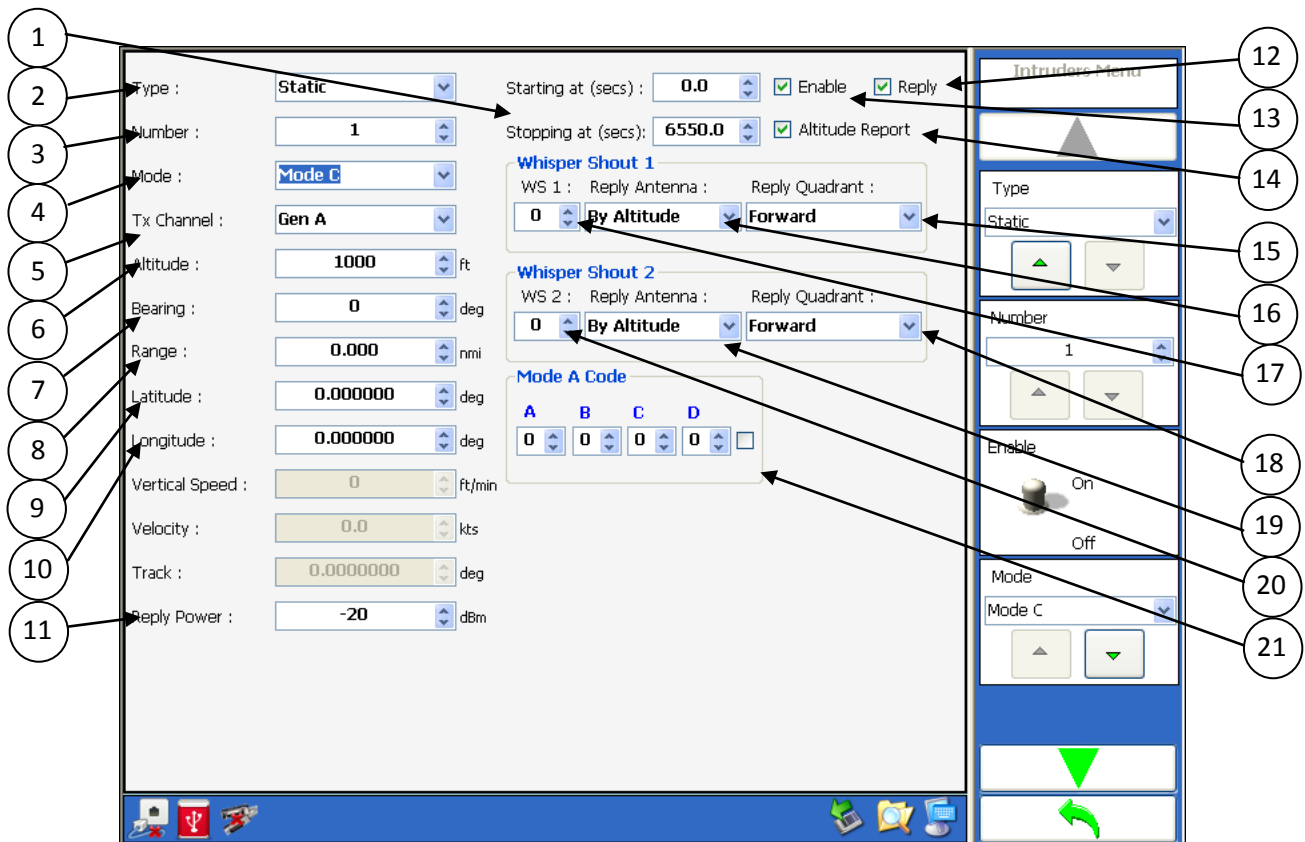 1
2
3
4
5
6
7
8
9
10
11
Type :
Static
Number :
1
Mode :
Mode C
Tx Channel :
Gen A
Altitude :
1000
ft
Bearing :
0
deg
Range :
0.000
nmi
Latitude :
0.000000
deg
Longitude :
0.000000
deg
Vertical Speed :
0
ft/min
Velocity :
0.0
kts
Track :
0.0000000
deg
Reply Power :
-20
dBm
Starting at (secs) :
0.0
Enable
Reply
Stopping at (secs):
6550.0
Altitude Report
Whisper Shout 1
WS 1 : Reply Antenna : Reply Quadrant :
0 By Altitude Forward
Whisper Shout 2
WS 2 : Reply Antenna : Reply Quadrant :
0 By Altitude Forward
Mode A Code
A B C D
0 0 0 0
Intruders Menu
Type
Static
Number
1
Enable
On
Off
Mode
Mode C
12
13
14
15
16
17
18
19
20
21